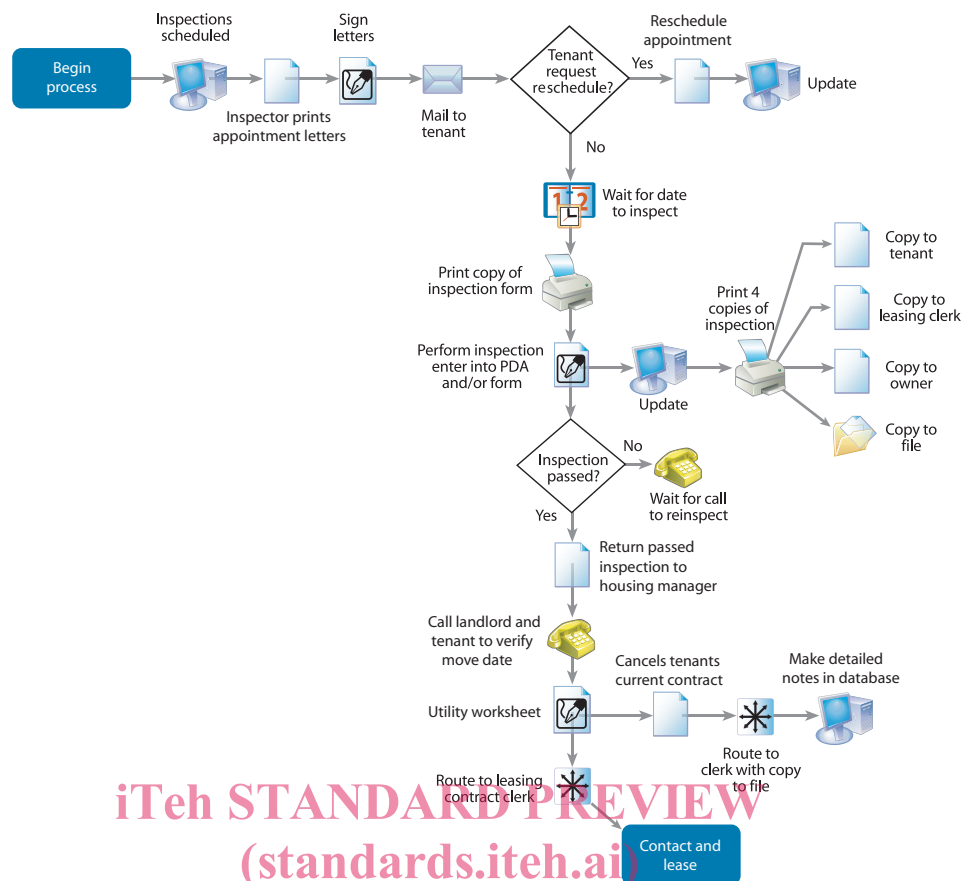 Begin
process
Inspections
scheduled
Inspector prints
appointment letters
Sign
letters
Mail to
tenant
Tenant
request
reschedule?
Yes
Reschedule
appointment
Update
No
1 2
Wait for date
to inspect
Print copy of
inspection form
Perform inspection
enter into PDA
and/or form
Update
Print 4
copies of
inspection
Copy to
tenant
Copy to
leasing clerk
Copy to
owner
Copy to
file
Inspection
passed?
No
Wait for call
to reinspect
Yes
Return passed
inspection to
housing manager
Call landlord and
tenant to verify
move date
Utility worksheet
Cancels tenants
current contract
Route to
clerk with copy
to file
Make detailed
notes in database
Route to leasing
contract clerk
Contact and
lease
iTeh STANDARD PREVIEW
(standards.iteh.ai)